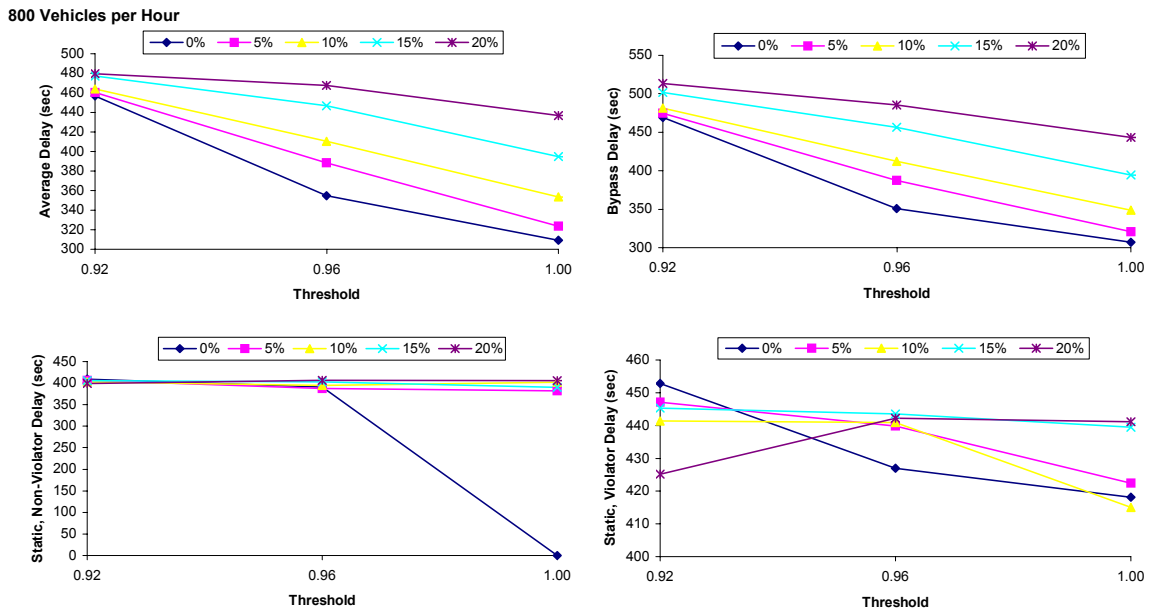 800 Vehicles per Hour
0% 5% 10% 15% 20%
Average Delay (sec)
500
480
460
440
420
400
380
360
340
320
300
0.92 0.96 1.00
Threshold
0% 5% 10% 15% 20%
Bypass Delay (sec)
550
500
450
400
350
300
0.92 0.96 1.00
Threshold
0% 5% 10% 15% 20%
Static, Non-Violator Delay (sec)
450
400
350
300
250
200
150
100
50
0
0.92 0.96 1.00
Threshold
0% 5% 10% 15% 20%
Static, Violator Delay (sec)
460
450
440
430
420
410
400
0.92 0.96 1.00
Threshold